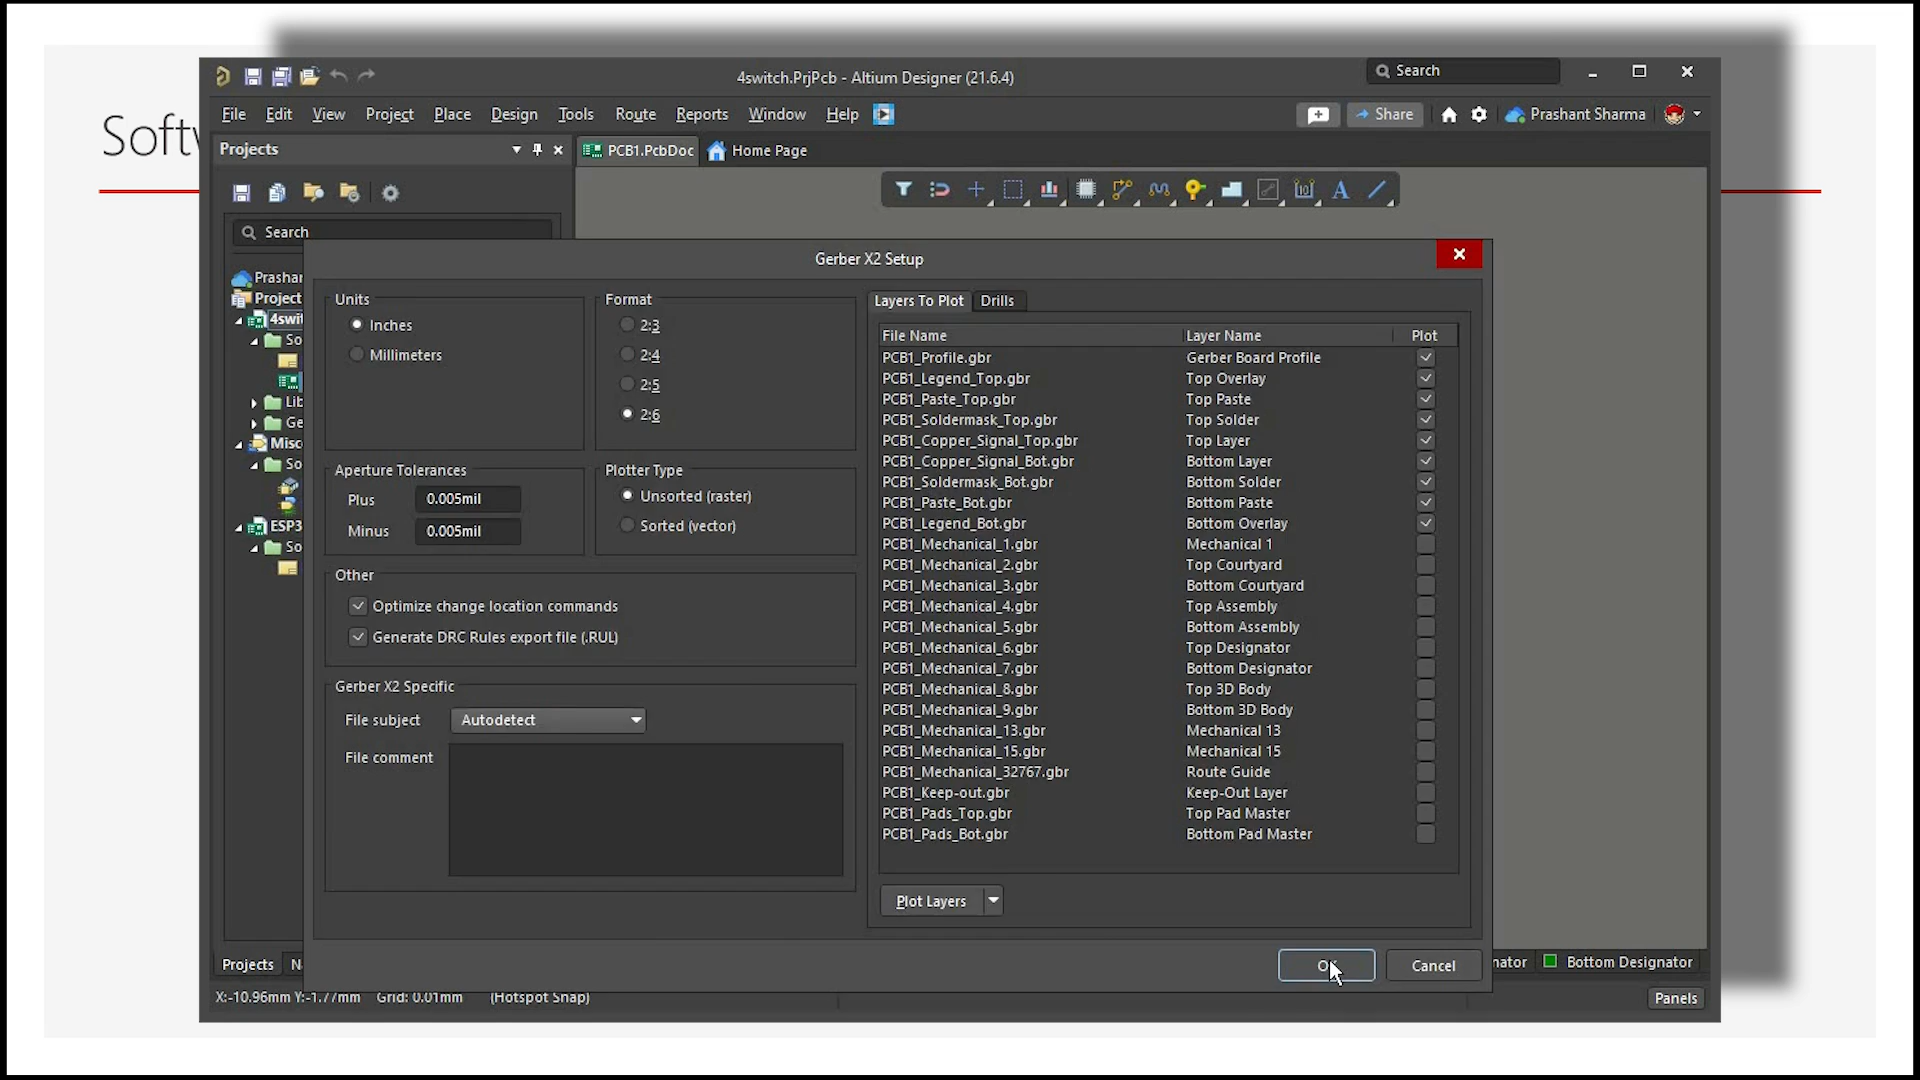 4switch.PrjPcb - Altium Designer (21.6.4)
Search
File Edit View Project Place Design Tools Route Reports Window Help
Share
Prashant Sharma
Projects
PCB1.PcbDoc
Home Page
Search
Gerber X2 Setup
Units
Inches
Millimeters
Format
2:3
2:4
2:5
2:6
Aperture Tolerances
Plus 0.005mil
Minus 0.005mil
Plotter Type
Unsorted (raster)
Sorted (vector)
Other
Optimize change location commands
Generate DRC Rules export file (.RUL)
Gerber X2 Specific
File subject Autodetect
File comment
Layers To Plot Drills
File Name Layer Name Plot
PCB1_Profile.gbr Gerber Board Profile
PCB1_Legend_Top.gbr Top Overlay
PCB1_Paste_Top.gbr Top Paste
PCB1_Soldermask_Top.gbr Top Solder
PCB1_Copper_Signal_Top.gbr Top Layer
PCB1_Copper_Signal_Bot.gbr Bottom Layer
PCB1_Soldermask_Bot.gbr Bottom Solder
PCB1_Paste_Bot.gbr Bottom Paste
PCB1_Legend_Bot.gbr Bottom Overlay
PCB1_Mechanical_1.gbr Mechanical 1
PCB1_Mechanical_2.gbr Top Courtyard
PCB1_Mechanical_3.gbr Bottom Courtyard
PCB1_Mechanical_4.gbr Top Assembly
PCB1_Mechanical_5.gbr Bottom Assembly
PCB1_Mechanical_6.gbr Top Designator
PCB1_Mechanical_7.gbr Bottom Designator
PCB1_Mechanical_8.gbr Top 3D Body
PCB1_Mechanical_9.gbr Bottom 3D Body
PCB1_Mechanical_13.gbr Mechanical 13
PCB1_Mechanical_15.gbr Mechanical 15
PCB1_Mechanical_32767.gbr Route Guide
PCB1_Keep-out.gbr Keep-Out Layer
PCB1_Pads_Top.gbr Top Pad Master
PCB1_Pads_Bot.gbr Bottom Pad Master
Plot Layers
OK
Cancel
Projects
Bottom Designator
X:-10.96mm Y:-1.77mm Grid: 0.01mm (Hotspot Snap)
Panels